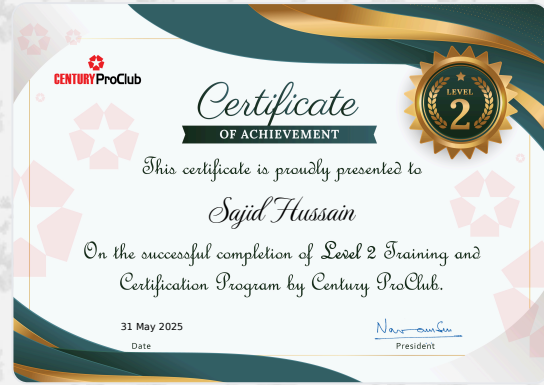 CENTURY ProClub
Certificate
OF ACHIEVEMENT
LEVEL
2
This certificate is proudly presented to
Sajid Hussain
On the successful completion of Level 2 Training and
Certification Program by Century ProClub.
31 May 2025
Date
President